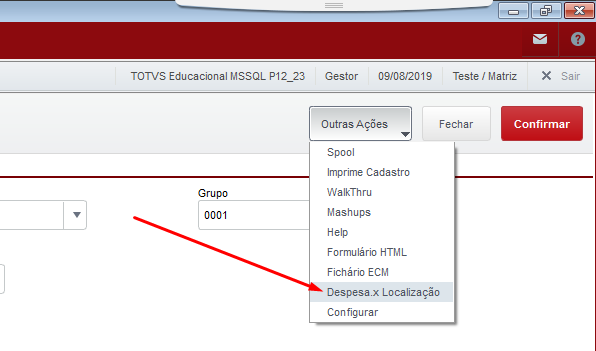 TOTVS Educacional MSSQL P12_23 Gestor 09/08/2019 Teste / Matriz Sair
Outras Ações Fechar Confirmar
Spool
Imprime Cadastro
WalkThru
Mashups
Help
Formulário HTML
Fichário ECM
Despesa.x Localização
Configurar
Grupo
0001